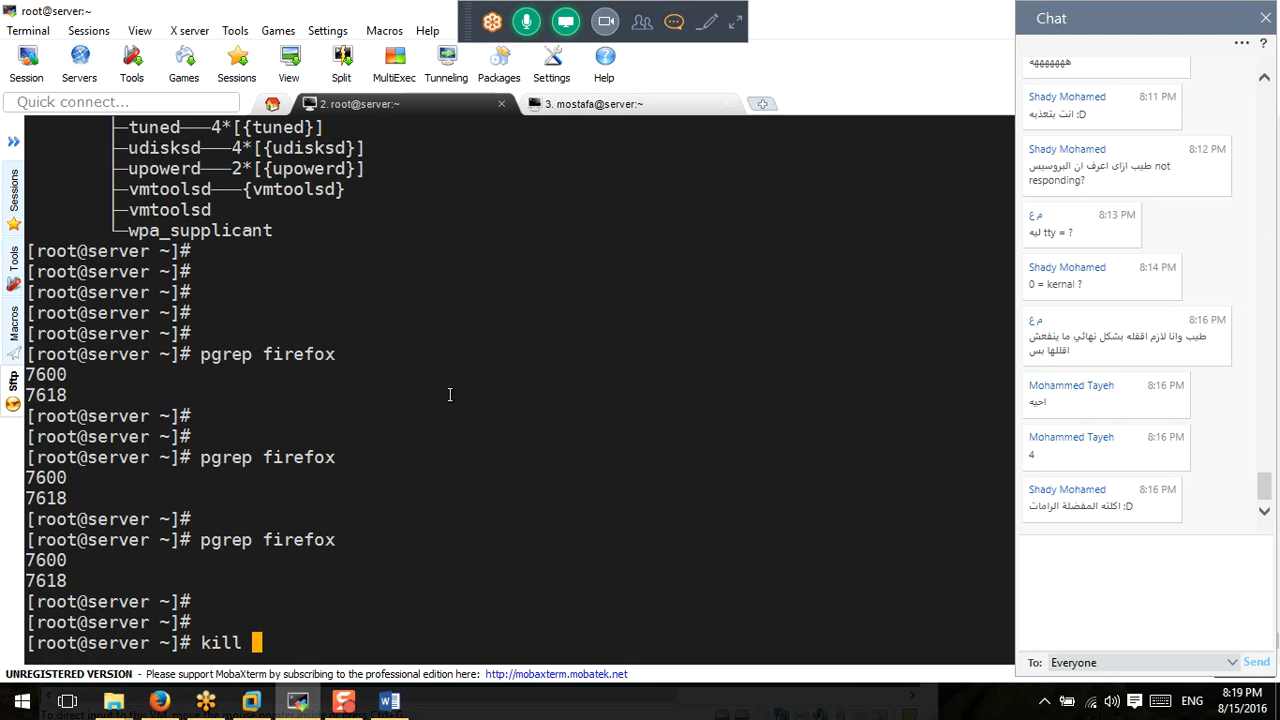 root@server:~
Terminal Sessions View X server Tools Games Settings Macros Help
Session Servers Tools Games Sessions View Split MultiExec Tunneling Packages Settings Help
Quick connect...
2. root@server:~
3. mostafa@server:~
Sessions
Tools
Macros
Sftp
├─tuned───4*[{tuned}]
├─udisksd───4*[{udisksd}]
├─upowerd───2*[{upowerd}]
├─vmtoolsd───{vmtoolsd}
├─vmtoolsd
└─wpa_supplicant
[root@server ~]#
[root@server ~]#
[root@server ~]#
[root@server ~]#
[root@server ~]#
[root@server ~]# pgrep firefox
7600
7618
[root@server ~]#
[root@server ~]#
[root@server ~]# pgrep firefox
7600
7618
[root@server ~]#
[root@server ~]# pgrep firefox
7600
7618
[root@server ~]#
[root@server ~]#
[root@server ~]# kill
UNREGISTERED VERSION - Please support MobaXterm by subscribing to the professional edition here: http://mobaxterm.mobatek.net
Chat
Shady Mohamed 8:11 PM
انت بتعذبه :D
Shady Mohamed 8:12 PM
طيب ازاى اعرف ان البروسيس not
responding?
م ع 8:13 PM
ليه tty = ?
Shady Mohamed 8:14 PM
0 = kernal ?
م ع 8:16 PM
طيب وانا لازم اقفله بشكل نهائي ما ينفعش
اقللها بس
Mohammed Tayeh 8:16 PM
احيه
Mohammed Tayeh 8:16 PM
4
Shady Mohamed 8:16 PM
اكلته المفضلة الرامات :D
To: Everyone Send
ENG
8:19 PM
8/15/2016